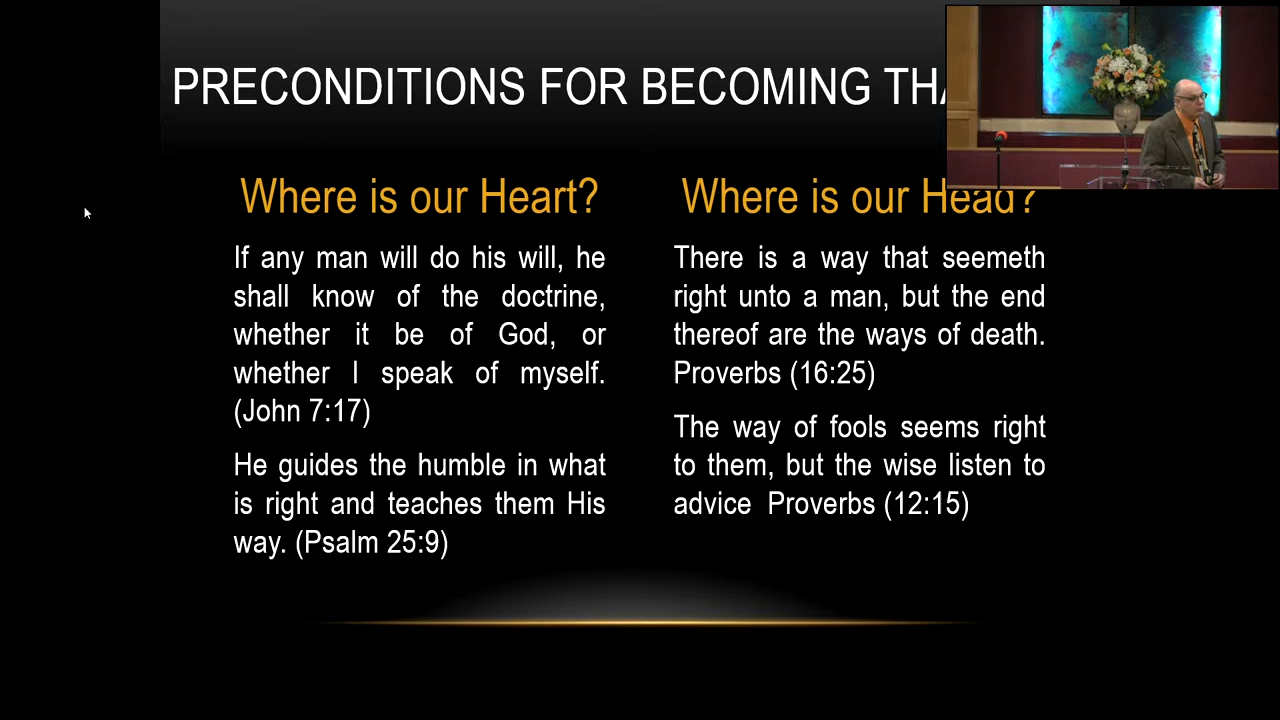 PRECONDITIONS FOR BECOMING
Where is our Heart?
If any man will do his will, he
shall know of the doctrine,
whether it be of God, or
whether I speak of myself.
(John 7:17)
He guides the humble in what
is right and teaches them His
way. (Psalm 25:9)
Where is our Head?
There is a way that seemeth
right unto a man, but the end
thereof are the ways of death.
Proverbs (16:25)
The way of fools seems right
to them, but the wise listen to
advice Proverbs (12:15)